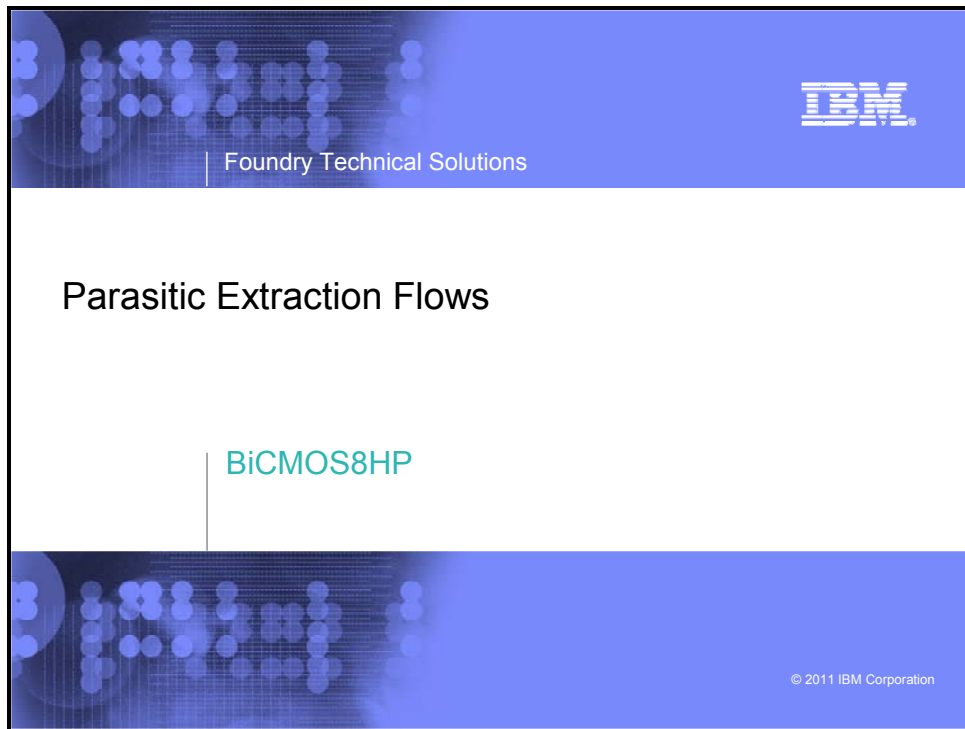 IBM®
Foundry Technical Solutions
Parasitic Extraction Flows
BiCMOS8HP
© 2011 IBM Corporation